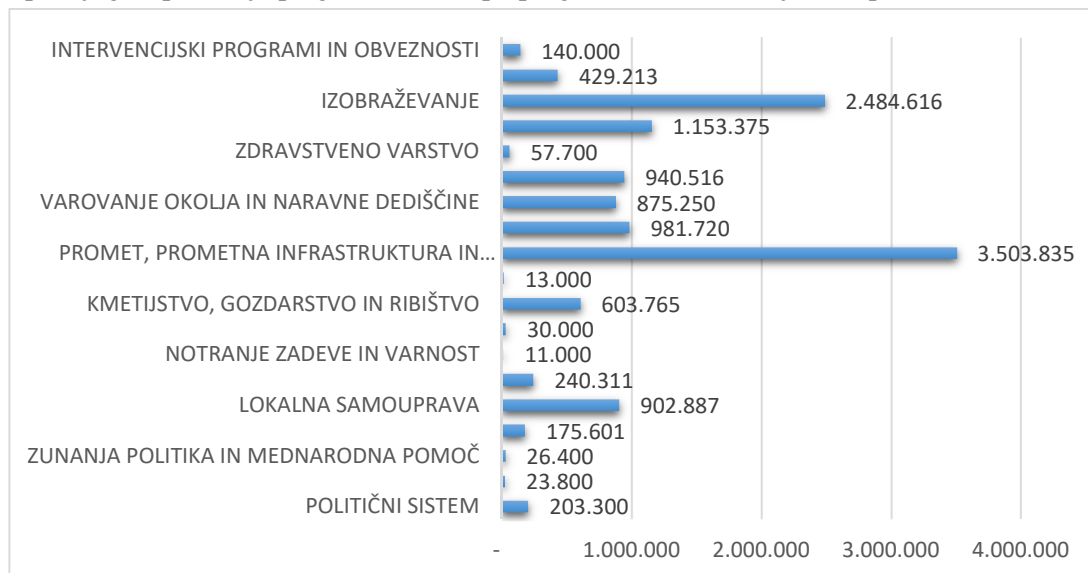 INTERVENCIJSKI PROGRAMI IN OBVEZNOSTI 140.000
429.213
IZOBRAŽEVANJE 2.484.616
1.153.375
ZDRAVSTVENO VARSTVO 57.700
940.516
VAROVANJE OKOLJA IN NARAVNE DEDIŠČINE 875.250
981.720
PROMET, PROMETNA INFRASTRUKTURA IN... 3.503.835
13.000
KMETIJSTVO, GOZDARSTVO IN RIBIŠTVO 603.765
30.000
NOTRANJE ZADEVE IN VARNOST 11.000
240.311
LOKALNA SAMOUPRAVA 902.887
175.601
ZUNANJA POLITIKA IN MEDNARODNA POMOČ 26.400
23.800
POLITIČNI SISTEM 203.300
- 1.000.000 2.000.000 3.000.000 4.000.000